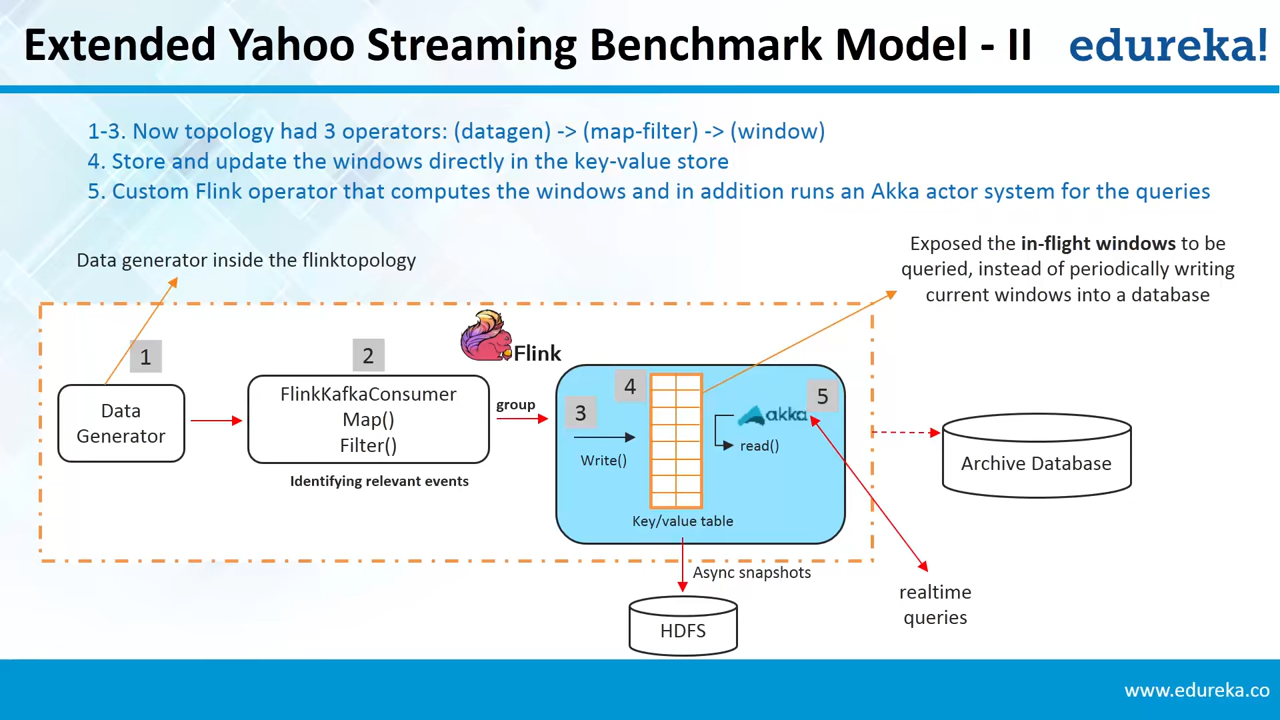 Extended Yahoo Streaming Benchmark Model - II
edureka!
1-3. Now topology had 3 operators: (datagen) -> (map-filter) -> (window)
4. Store and update the windows directly in the key-value store
5. Custom Flink operator that computes the windows and in addition runs an Akka actor system for the queries
Data generator inside the flinktopology
Exposed the in-flight windows to be
queried, instead of periodically writing
current windows into a database
1
Data
Generator
2
FlinkKafkaConsumer
Map()
Filter()
Identifying relevant events
Flink
group
3
Write()
4
Key/value table
5
akka
read()
Archive Database
Async snapshots
HDFS
realtime
queries
www.edureka.co